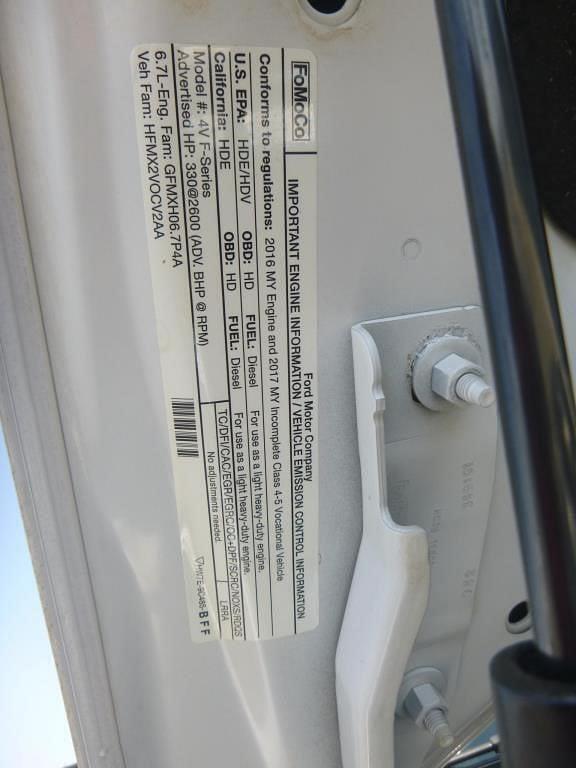 FoMoCo
Ford Motor Company
IMPORTANT ENGINE INFORMATION / VEHICLE EMISSION CONTROL INFORMATION
Conforms to regulations: 2016 MY Engine and 2017 MY Incomplete Class 4-5 Vocational Vehicle
U.S. EPA: HDE/HDV OBD: HD FUEL: Diesel For use as a light heavy-duty engine.
California: HDE OBD: HD FUEL: Diesel For use as a light heavy-duty engine.
Model #: 4V F-Series TC/DFI/CAC/EGR/EGRC/OC+DPF/SCRC/NOXS/RDQS LRRA
Advertised HP: 330@2600 (ADV. BHP @ RPM) No adjustments needed.
6.7L-Eng. Fam: GFMXH06.7P4A
Veh Fam: HFMX2VOCV2AA BFF